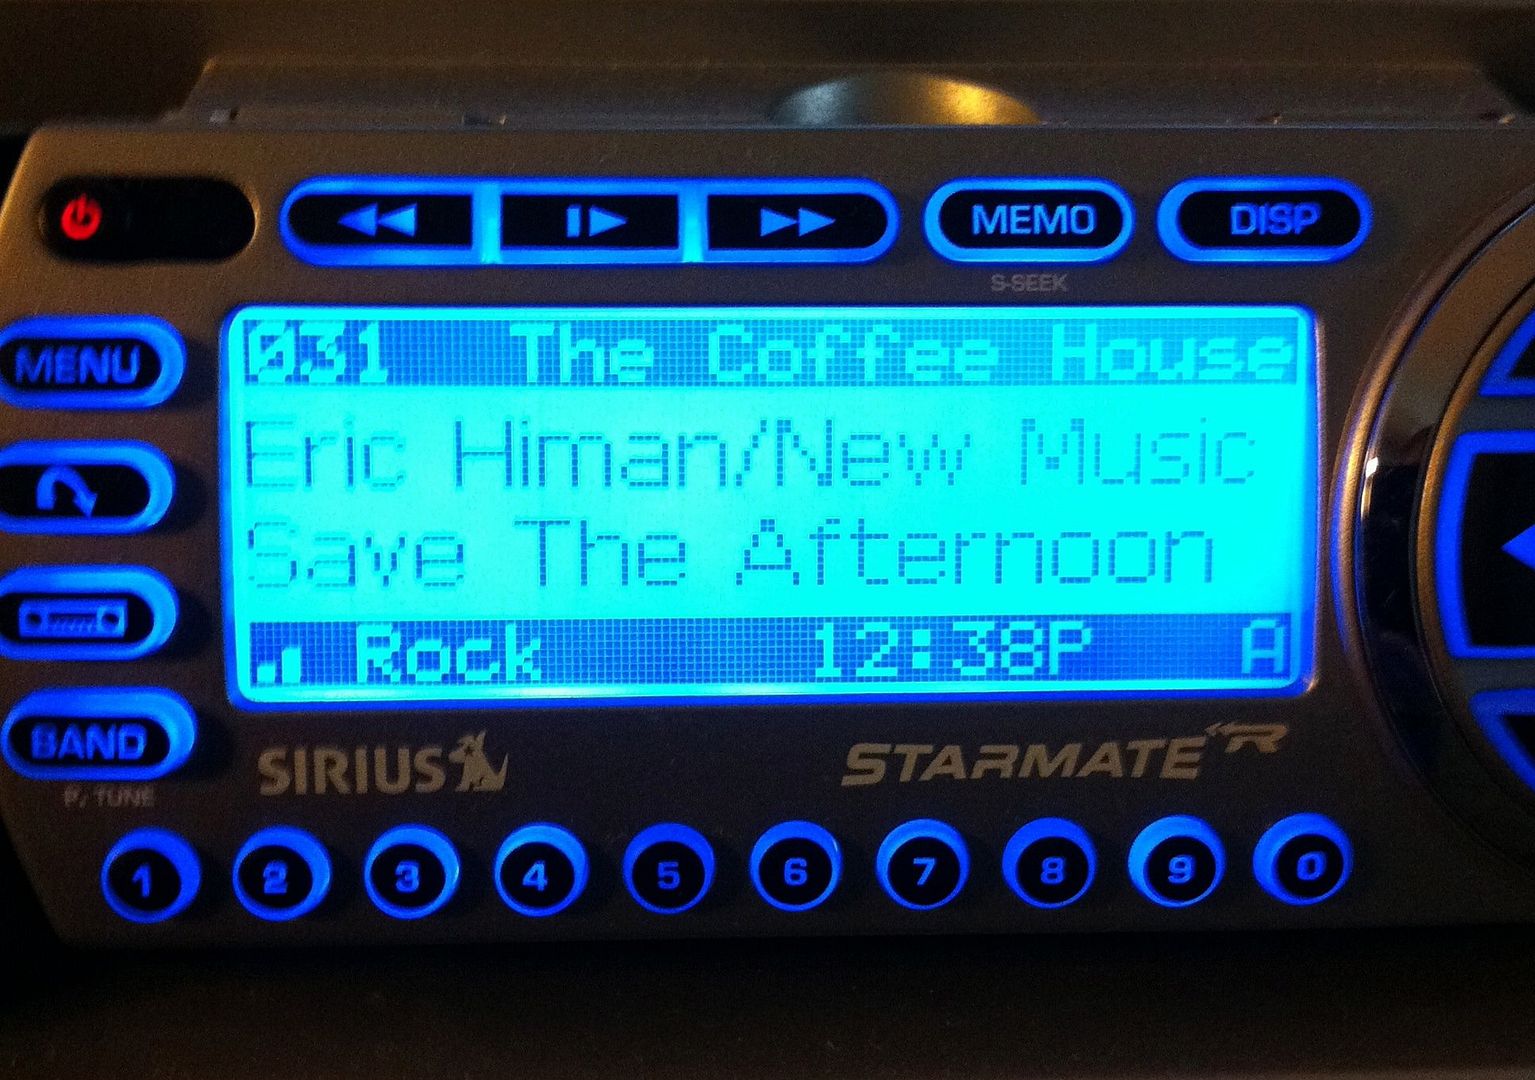 MEMO DISP
S-SEEK
MENU
031 The Coffee House
Eric Himan/New Music
Save The Afternoon
Rock 12:38P A
BAND
P. TUNE
SIRIUS STARMATE R
1 2 3 4 5 6 7 8 9 0